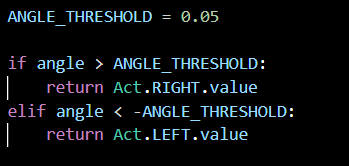 ANGLE_THRESHOLD = 0.05

if angle > ANGLE_THRESHOLD:
    return Act.RIGHT.value
elif angle < -ANGLE_THRESHOLD:
    return Act.LEFT.value